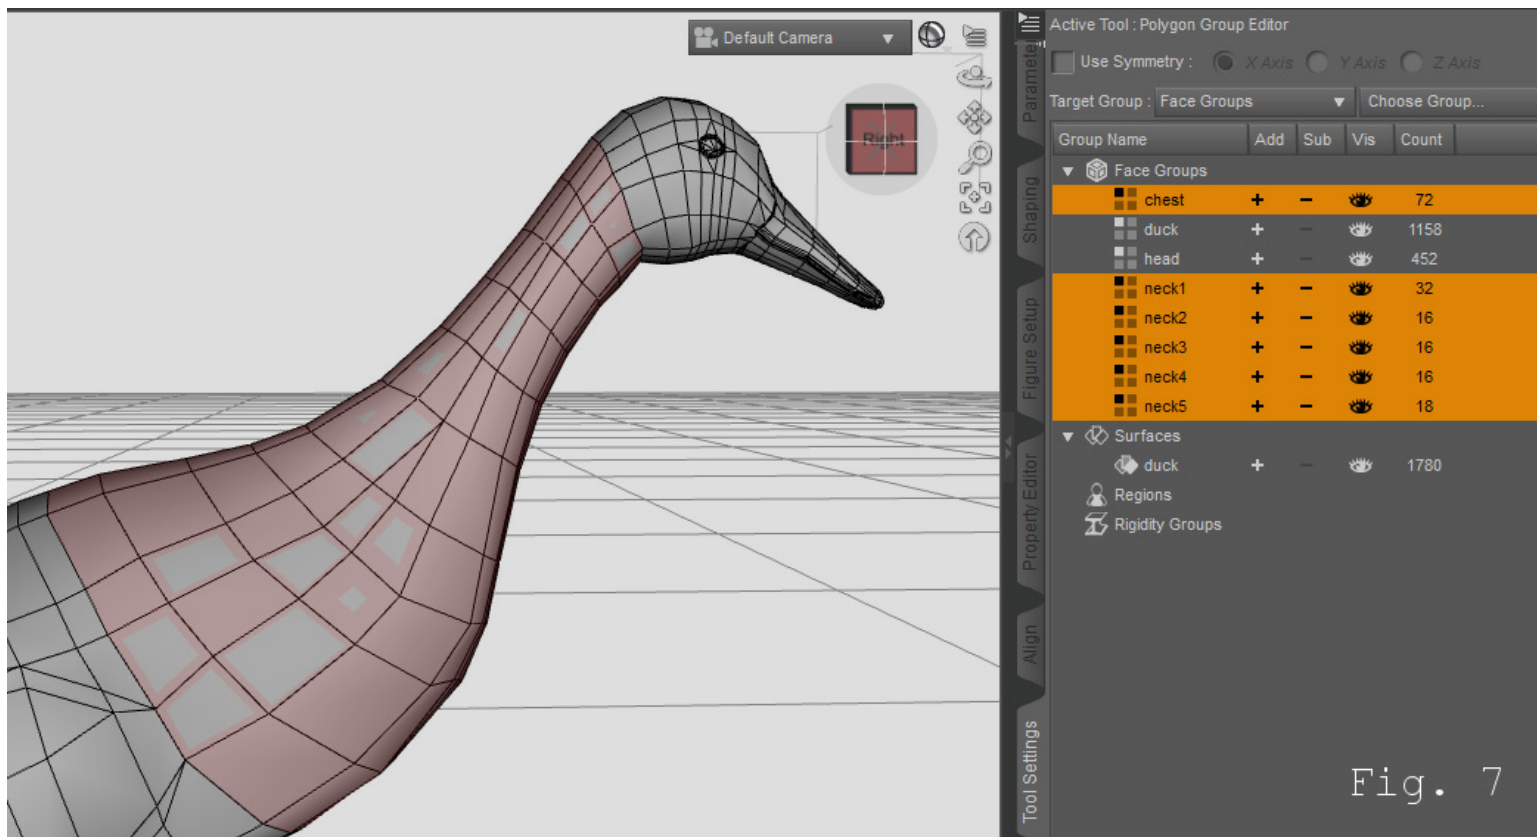 Default Camera
Right
Active Tool : Polygon Group Editor
Use Symmetry : X Axis Y Axis Z Axis
Target Group : Face Groups Choose Group...
Group Name Add Sub Vis Count
Face Groups
chest + − 72
duck + − 1158
head + − 452
neck1 + − 32
neck2 + − 16
neck3 + − 16
neck4 + − 16
neck5 + − 18
Surfaces
duck + − 1780
Regions
Rigidity Groups
Paramete
Shaping
Figure Setup
Property Editor
Align
Tool Settings
Fig. 7